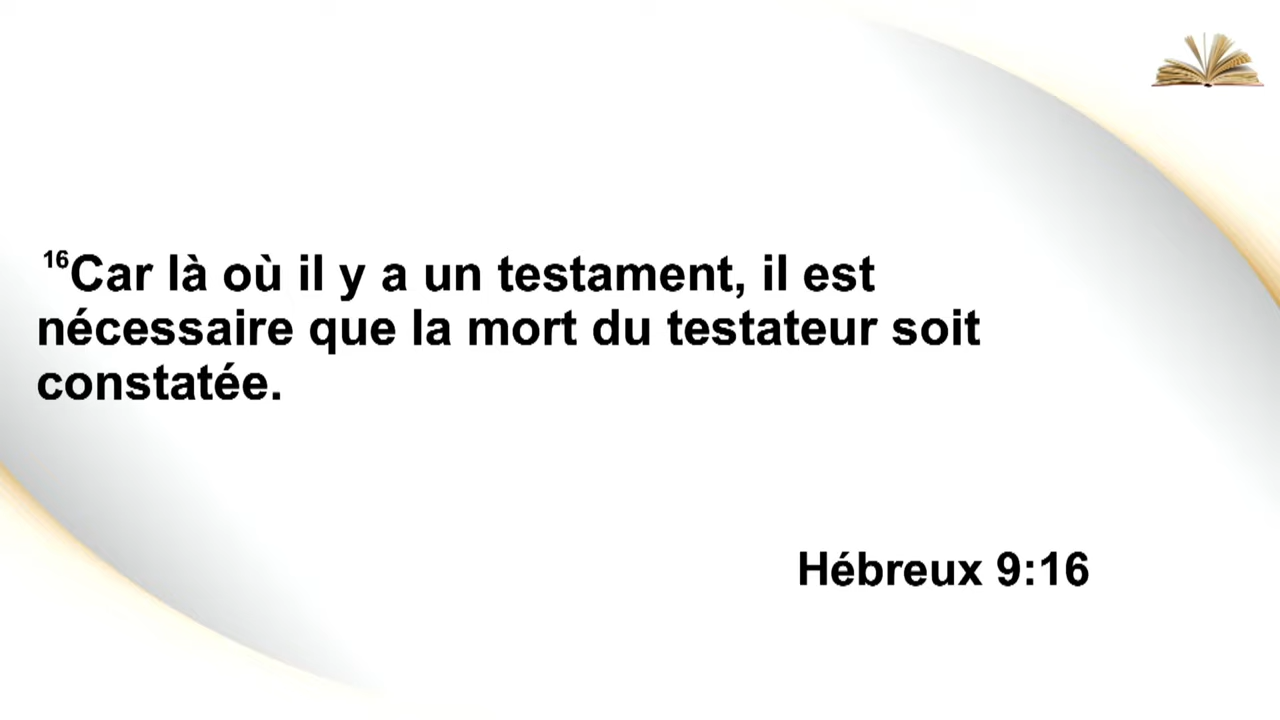 16Car là où il y a un testament, il est
nécessaire que la mort du testateur soit
constatée.
Hébreux 9:16